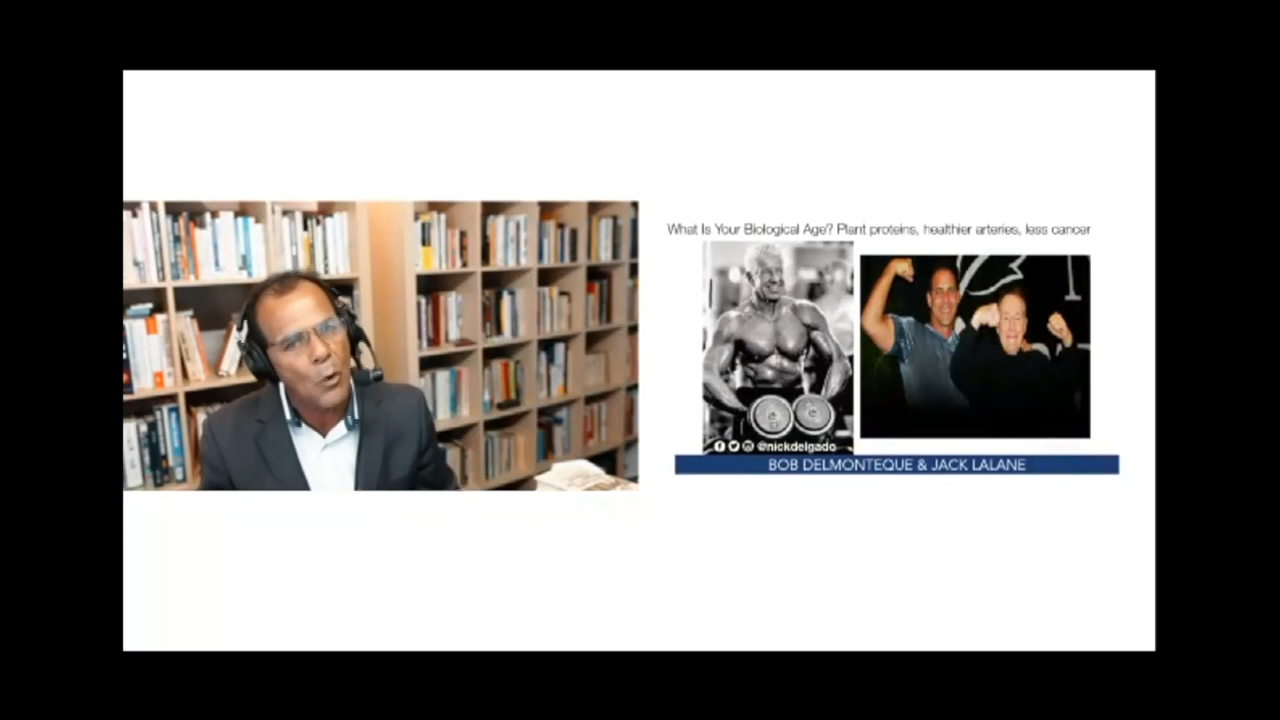 What Is Your Biological Age? Plant proteins, healthier arteries, less cancer
@nickdelgado
BOB DELMONTEQUE & JACK LALANE